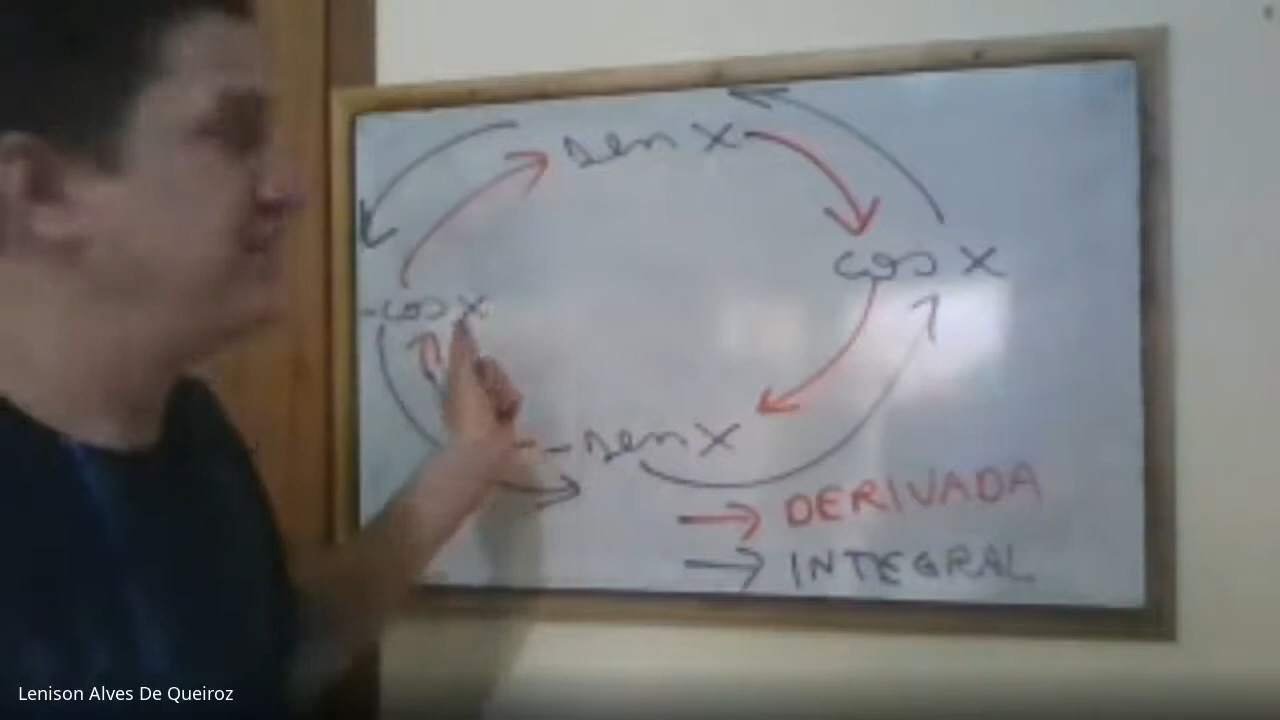 sen x
cos x
-cos x
-sen x
→ DERIVADA
→ INTEGRAL
Lenison Alves De Queiroz